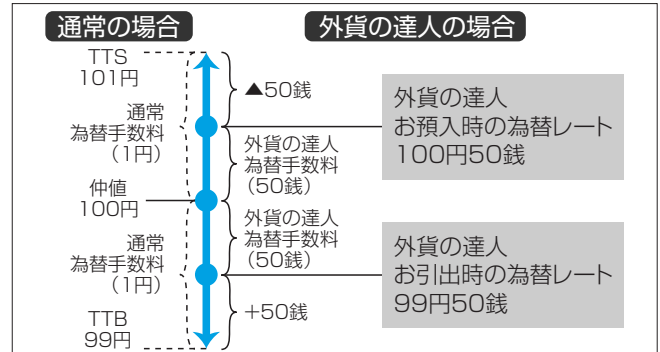 通常の場合
外貨の達人の場合
TTS
101円
通常
為替手数料
（1円）
仲値
100円
通常
為替手数料
（1円）
TTB
99円
▲50銭
外貨の達人
為替手数料
（50銭）
外貨の達人
為替手数料
（50銭）
+50銭
外貨の達人
お預入時の為替レート
100円50銭
外貨の達人
お引出時の為替レート
99円50銭